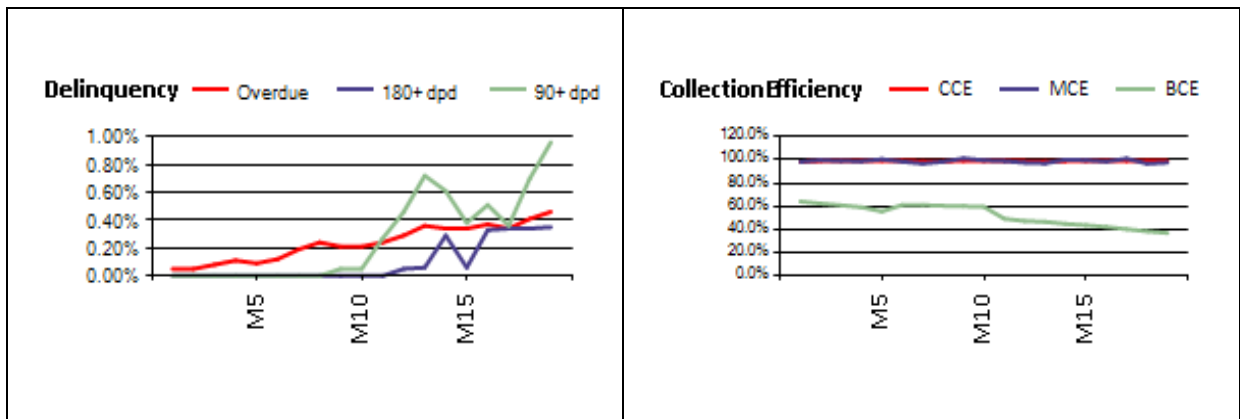 Delinquency Overdue 180+ dpd 90+ dpd
1.00%
0.80%
0.60%
0.40%
0.20%
0.00%
M5
M10
M15
Collection Efficiency CCE MCE BCE
120.0%
100.0%
80.0%
60.0%
40.0%
20.0%
0.0%
M5
M10
M15